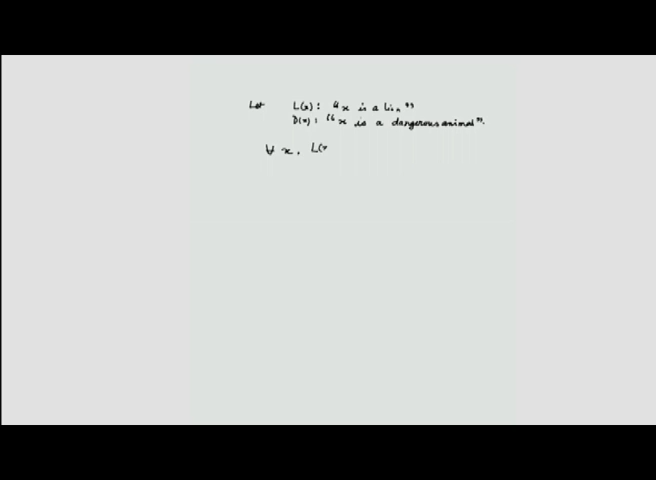 Let L(x): "x is a lion"
D(x): "x is a dangerous animal".
∀ x, L(x